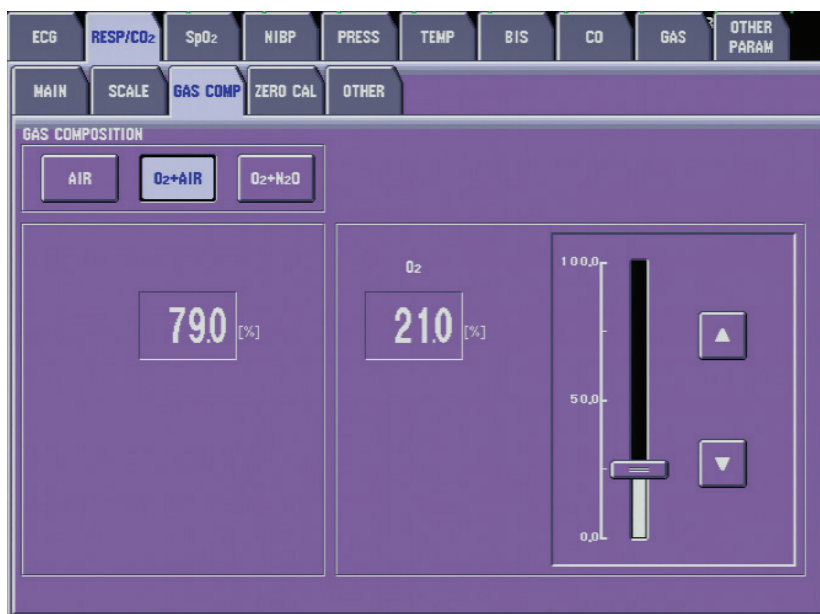 ECG RESP/CO₂ SpO₂ NIBP PRESS TEMP BIS CO GAS OTHER PARAM
MAIN SCALE GAS COMP ZERO CAL OTHER
GAS COMPOSITION
AIR O₂+AIR O₂+N₂O
O₂
79.0 [%] 21.0 [%]
100.0
50.0
0.0